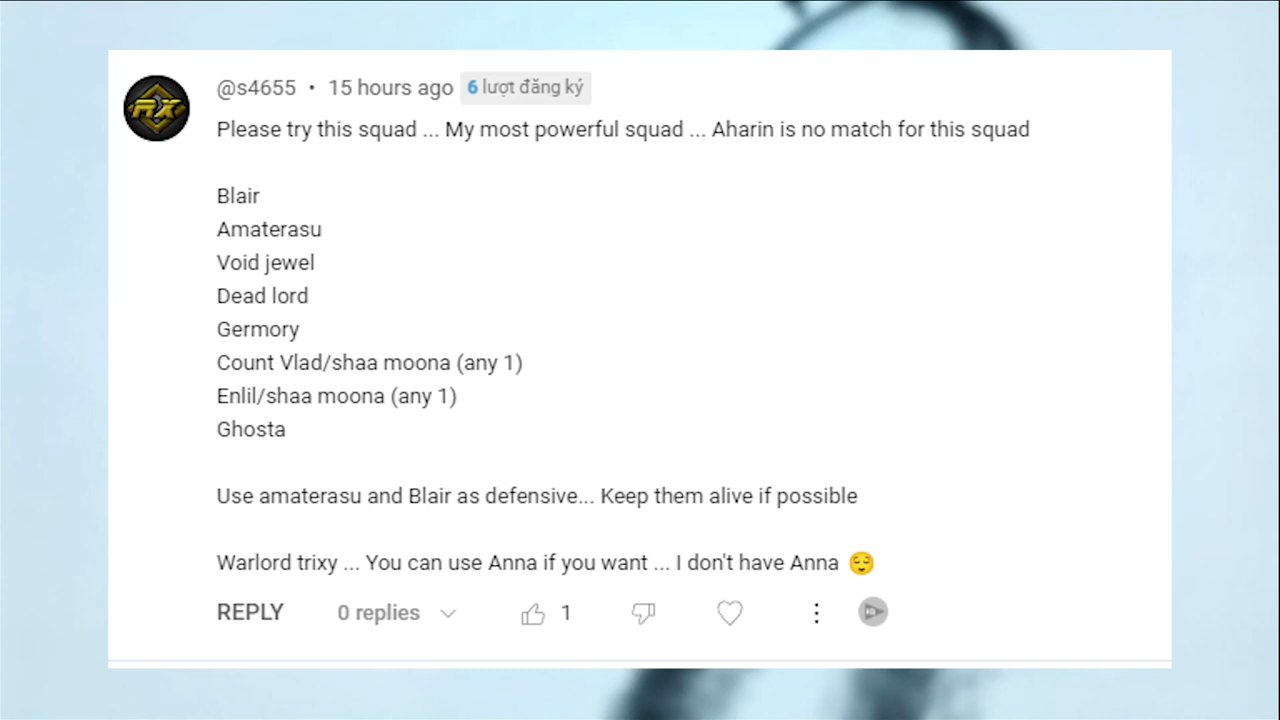 RX
@s4655 • 15 hours ago 6 lượt đăng ký
Please try this squad ... My most powerful squad ... Aharin is no match for this squad
Blair
Amaterasu
Void jewel
Dead lord
Germory
Count Vlad/shaa moona (any 1)
Enlil/shaa moona (any 1)
Ghosta
Use amaterasu and Blair as defensive... Keep them alive if possible
Warlord trixy ... You can use Anna if you want ... I don't have Anna 😌
REPLY 0 replies 1